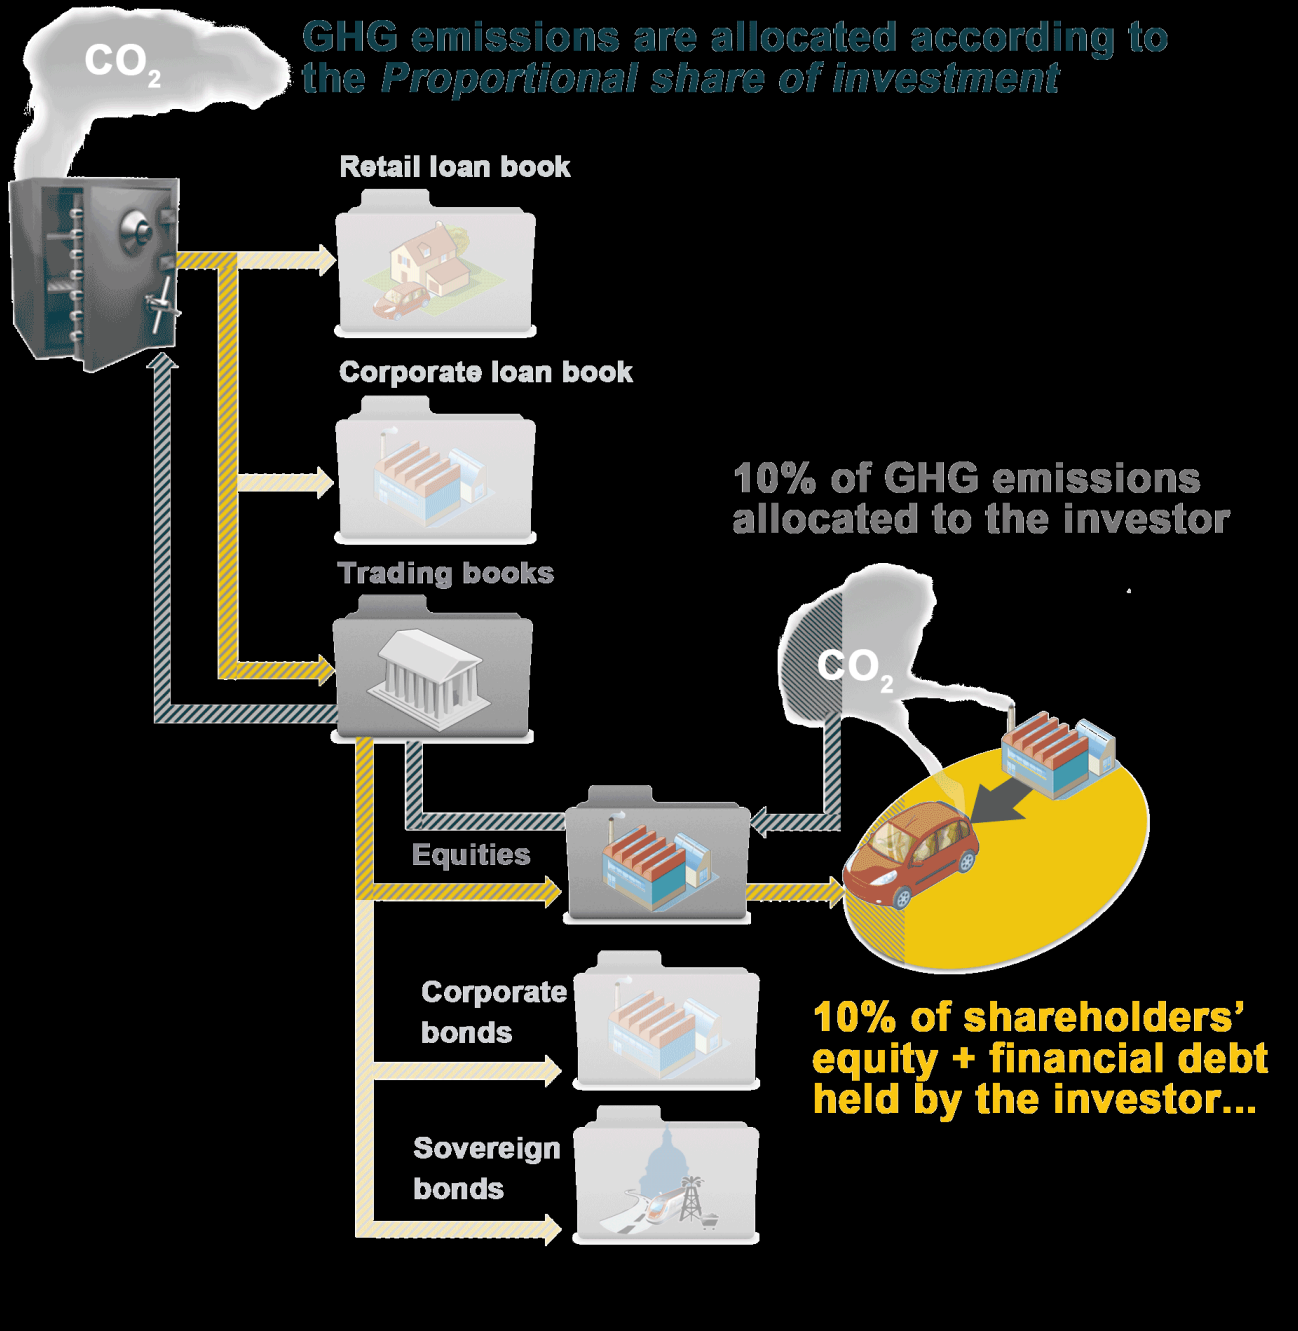 CO2
GHG emissions are allocated according to
the Proportional share of investment
Retail loan book
Corporate loan book
10% of GHG emissions
allocated to the investor
Trading books
CO2
Equities
Corporate
bonds
10% of shareholders’
equity + financial debt
held by the investor...
Sovereign
bonds